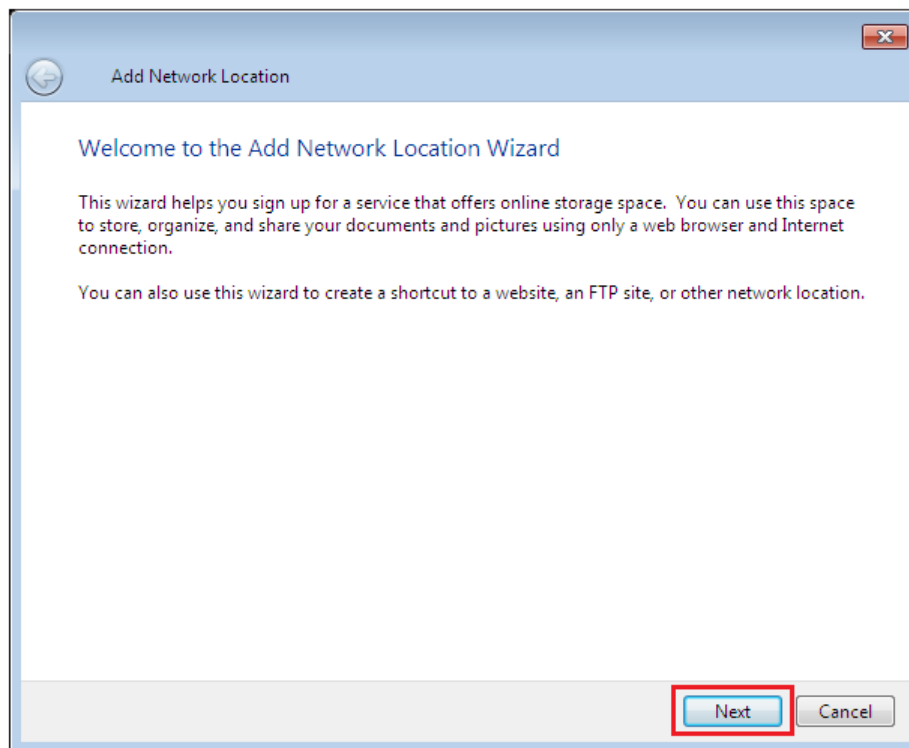 Add Network Location
Welcome to the Add Network Location Wizard
This wizard helps you sign up for a service that offers online storage space.  You can use this space
to store, organize, and share your documents and pictures using only a web browser and Internet
connection.
You can also use this wizard to create a shortcut to a website, an FTP site, or other network location.
Next
Cancel